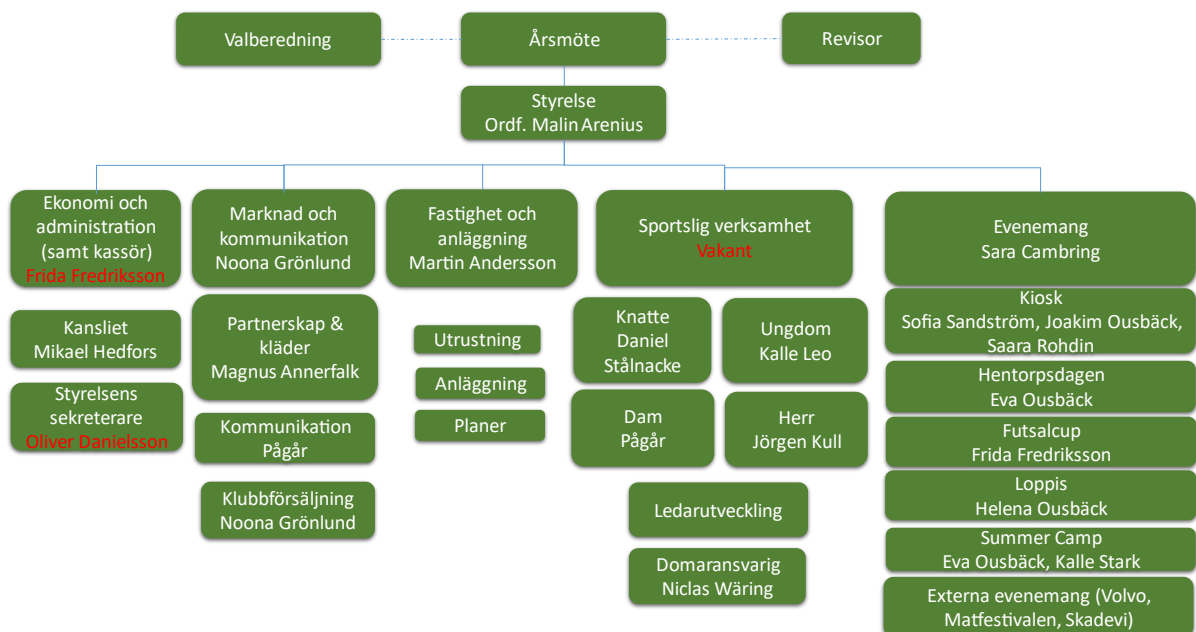 Valberedning
Årsmöte
Revisor
Styrelse
Ordf. Malin Arenius
Ekonomi och
administration
(samt kassör)
Frida Fredriksson
Marknad och
kommunikation
Noona Grönlund
Fastighet och
anläggning
Martin Andersson
Sportslig verksamhet
Vakant
Evenemang
Sara Cambring
Kansliet
Mikael Hedfors
Styrelsens
sekreterare
Oliver Danielsson
Partnerskap &
kläder
Magnus Annerfalk
Kommunikation
Pågår
Klubbförsäljning
Noona Grönlund
Utrustning
Anläggning
Planer
Knatte
Daniel
Stålnacke
Ungdom
Kalle Leo
Dam
Pågår
Herr
Jörgen Kull
Ledarutveckling
Domaransvarig
Niclas Wäring
Kiosk
Sofia Sandström, Joakim Ousbäck,
Saara Rohdin
Hentorpsdagen
Eva Ousbäck
Futsalcup
Frida Fredriksson
Loppis
Helena Ousbäck
Summer Camp
Eva Ousbäck, Kalle Stark
Externa evenemang (Volvo,
Matfestivalen, Skadevi)